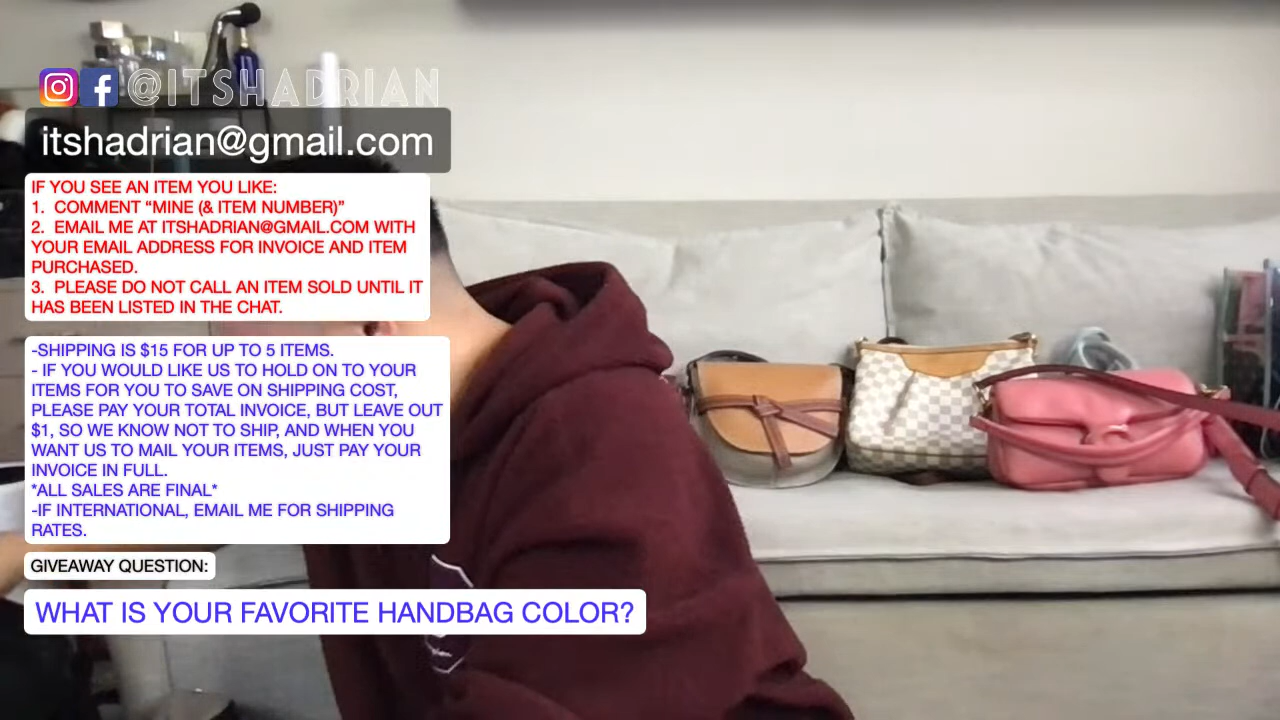 @ITSHADRIAN
itshadrian@gmail.com
IF YOU SEE AN ITEM YOU LIKE:
1. COMMENT “MINE (& ITEM NUMBER)”
2. EMAIL ME AT ITSHADRIAN@GMAIL.COM WITH
YOUR EMAIL ADDRESS FOR INVOICE AND ITEM
PURCHASED.
3. PLEASE DO NOT CALL AN ITEM SOLD UNTIL IT
HAS BEEN LISTED IN THE CHAT.
-SHIPPING IS $15 FOR UP TO 5 ITEMS.
- IF YOU WOULD LIKE US TO HOLD ON TO YOUR
ITEMS FOR YOU TO SAVE ON SHIPPING COST,
PLEASE PAY YOUR TOTAL INVOICE, BUT LEAVE OUT
$1, SO WE KNOW NOT TO SHIP, AND WHEN YOU
WANT US TO MAIL YOUR ITEMS, JUST PAY YOUR
INVOICE IN FULL.
*ALL SALES ARE FINAL*
-IF INTERNATIONAL, EMAIL ME FOR SHIPPING
RATES.
GIVEAWAY QUESTION:
WHAT IS YOUR FAVORITE HANDBAG COLOR?